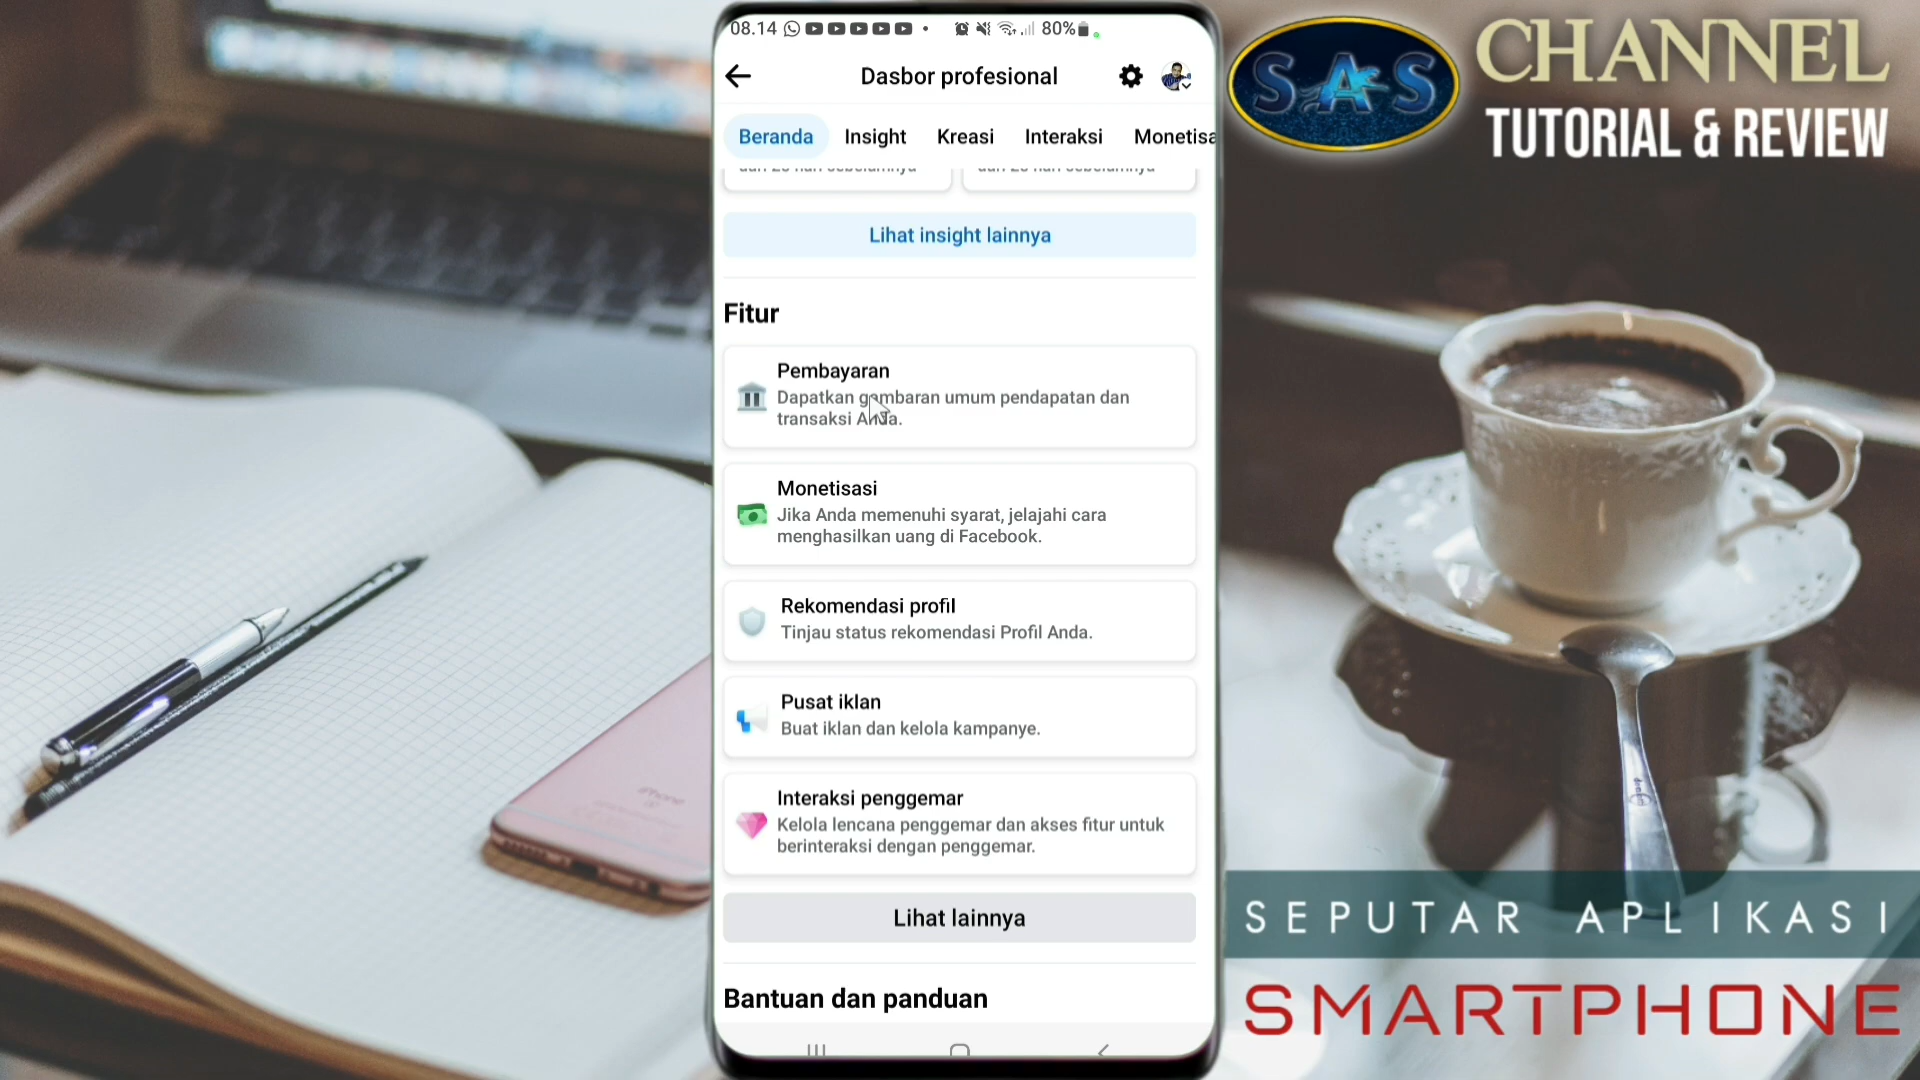 08.14 80%
Dasbor profesional
Beranda Insight Kreasi Interaksi Monetisa
Lihat insight lainnya
Fitur
Pembayaran
Dapatkan gambaran umum pendapatan dan
transaksi Anda.
Monetisasi
Jika Anda memenuhi syarat, jelajahi cara
menghasilkan uang di Facebook.
Rekomendasi profil
Tinjau status rekomendasi Profil Anda.
Pusat iklan
Buat iklan dan kelola kampanye.
Interaksi penggemar
Kelola lencana penggemar dan akses fitur untuk
berinteraksi dengan penggemar.
Lihat lainnya
Bantuan dan panduan
SAS CHANNEL
TUTORIAL & REVIEW
SEPUTAR APLIKASI
SMARTPHONE
iPhone